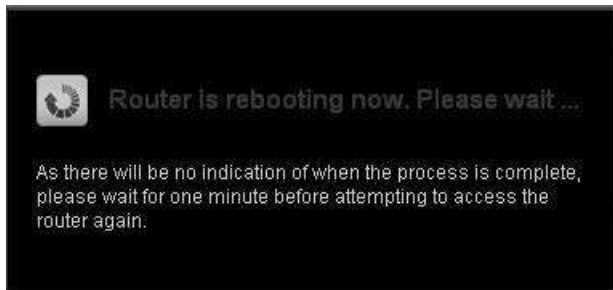 Router is rebooting now. Please wait ...
As there will be no indication of when the process is complete,
please wait for one minute before attempting to access the
router again.